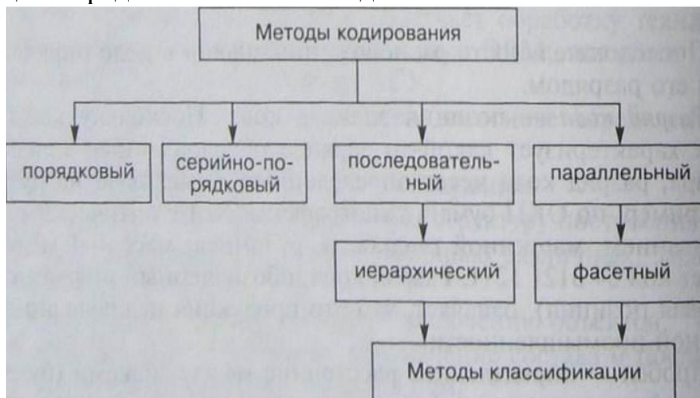 Методы кодирования
порядковый
серийно-по-
рядковый
последователь-
ный
параллельный
иерархический
фасетный
Методы классификации